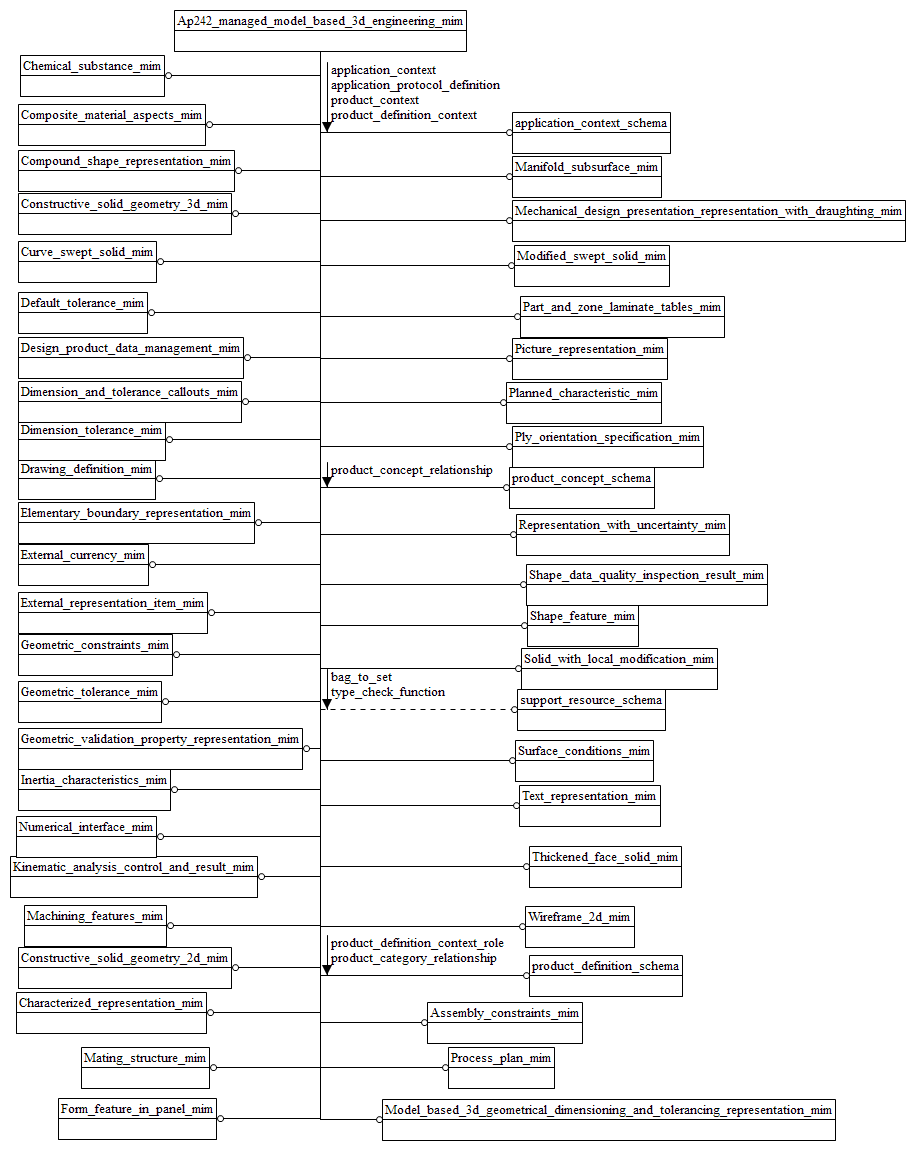 Ap242_managed_model_based_3d_engineering_mim
Chemical_substance_mim
application_context
application_protocol_definition
product_context
product_definition_context
Composite_material_aspects_mim
application_context_schema
Compound_shape_representation_mim
Manifold_subsurface_mim
Constructive_solid_geometry_3d_mim
Mechanical_design_presentation_representation_with_draughting_mim
Curve_swept_solid_mim
Modified_swept_solid_mim
Default_tolerance_mim
Part_and_zone_laminate_tables_mim
Design_product_data_management_mim
Picture_representation_mim
Dimension_and_tolerance_callouts_mim
Planned_characteristic_mim
Dimension_tolerance_mim
Ply_orientation_specification_mim
Drawing_definition_mim
product_concept_relationship
product_concept_schema
Elementary_boundary_representation_mim
Representation_with_uncertainty_mim
External_currency_mim
Shape_data_quality_inspection_result_mim
External_representation_item_mim
Shape_feature_mim
Geometric_constraints_mim
Solid_with_local_modification_mim
bag_to_set
type_check_function
Geometric_tolerance_mim
support_resource_schema
Geometric_validation_property_representation_mim
Surface_conditions_mim
Inertia_characteristics_mim
Text_representation_mim
Numerical_interface_mim
Kinematic_analysis_control_and_result_mim
Thickened_face_solid_mim
Machining_features_mim
Wireframe_2d_mim
product_definition_context_role
product_category_relationship
Constructive_solid_geometry_2d_mim
product_definition_schema
Characterized_representation_mim
Assembly_constraints_mim
Mating_structure_mim
Process_plan_mim
Form_feature_in_panel_mim
Model_based_3d_geometrical_dimensioning_and_tolerancing_representation_mim